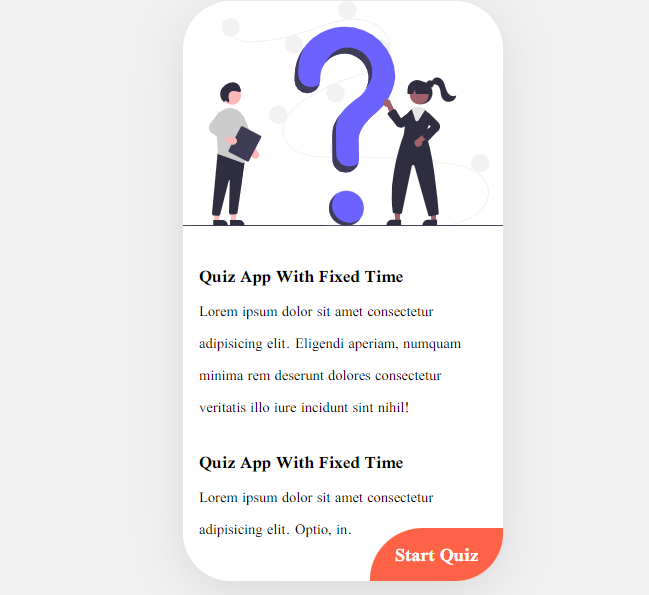 Quiz App With Fixed Time
Lorem ipsum dolor sit amet consectetur
adipisicing elit. Eligendi aperiam, numquam
minima rem deserunt dolores consectetur
veritatis illo iure incidunt sint nihil!
Quiz App With Fixed Time
Lorem ipsum dolor sit amet consectetur
adipisicing elit. Optio, in.
Start Quiz